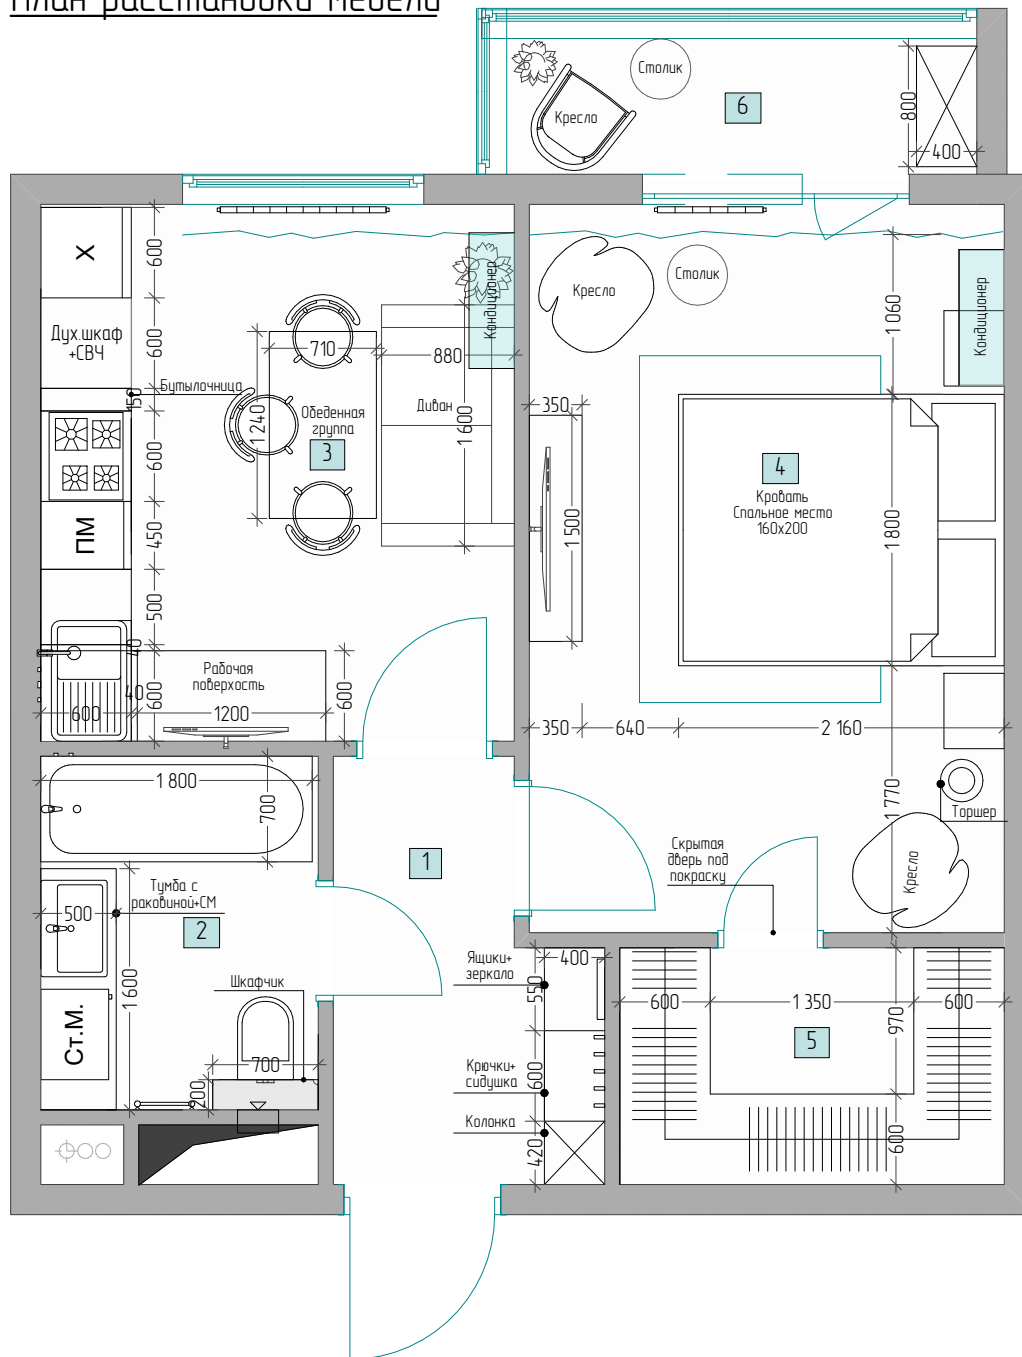 План расстановки мебели
Столик
6
Кресло
800
400
Х
600
Кондиционер
Столик
Кресло
Кондиционер
1 060
Дух.шкаф
+СВЧ
600
710
880
Бутылочница
150
Диван
350
Обеденная
группа
1 240
1 600
3
600
4
Кровать
Спальное место
160х200
ПМ
450
1 500
1 800
500
40
Рабочая
поверхость
40
600
600
600
1200
350
640
2 160
1 800
700
1 770
Торшер
Скрытая
дверь под
покраску
1
Кресло
Тумба с
раковиной+СМ
500
2
Ящики+
зеркало
400
550
Шкафчик
1 600
600
1 350
600
970
Ст.М.
5
Крючки+
сидушка
600
700
200
Колонка
420
600